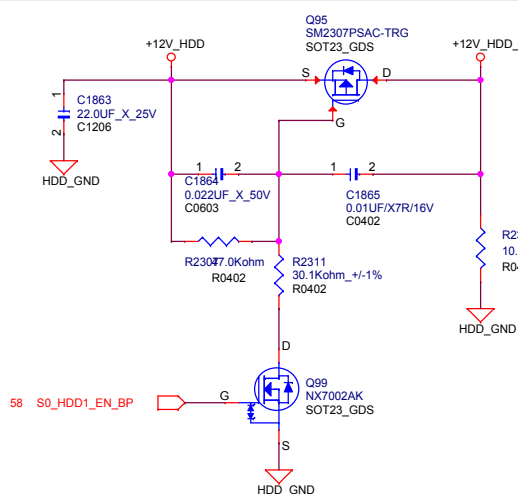 Q95
SM2307PSAC-TRG
SOT23_GDS
+12V_HDD
+12V_HDD_
S
D
G
1
2
C1863
22.0UF_X_25V
C1206
HDD_GND
1
2
C1864
0.022UF_X_50V
C0603
1
2
C1865
0.01UF/X7R/16V
C0402
47.0Kohm
R0402
R2311
30.1Kohm_+/-1%
R0402
10.
HDD_GND
D
Q99
NX7002AK
SOT23_GDS
G
58 S0_HDD1_EN_BP
S
HDD_GND